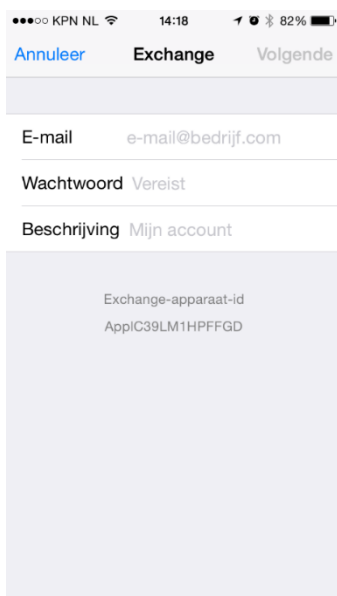 KPN NL 14:18 82%
Annuleer Exchange Volgende
E-mail e-mail@bedrijf.com
Wachtwoord Vereist
Beschrijving Mijn account
Exchange-apparaat-id
ApplC39LM1HPFFGD